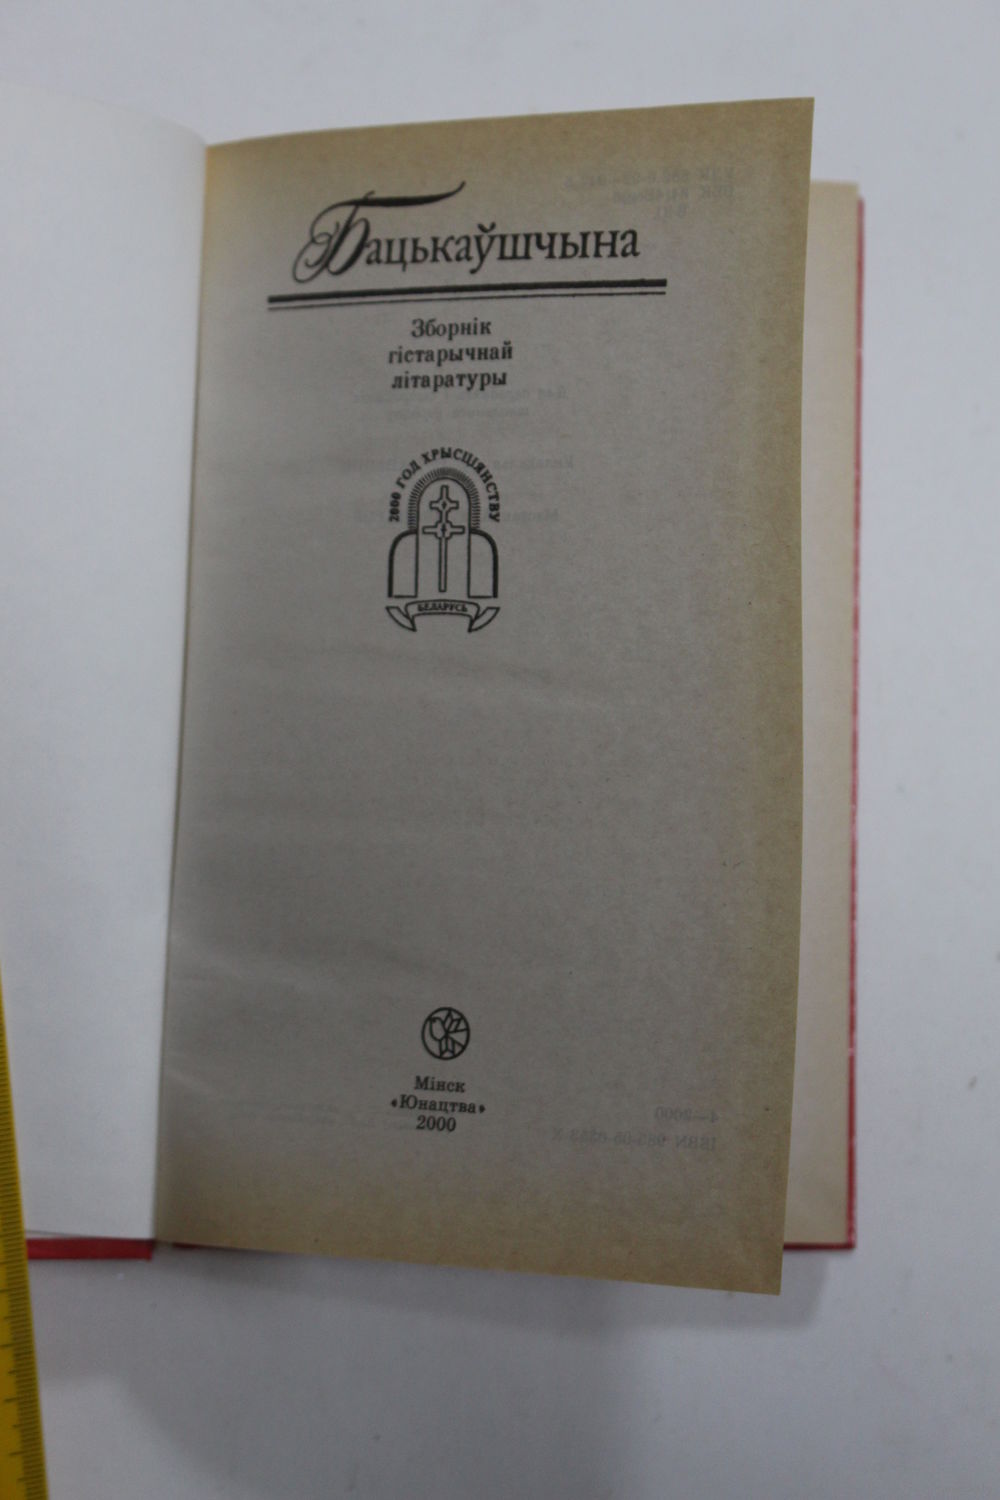 Бацькаўшчына
Зборнік
гістарычнай
літаратуры
2000 ГОД ХРЫСЦІЯНСТВУ
БЕЛАРУСЬ
Мінск
«Юнацтва»
2000